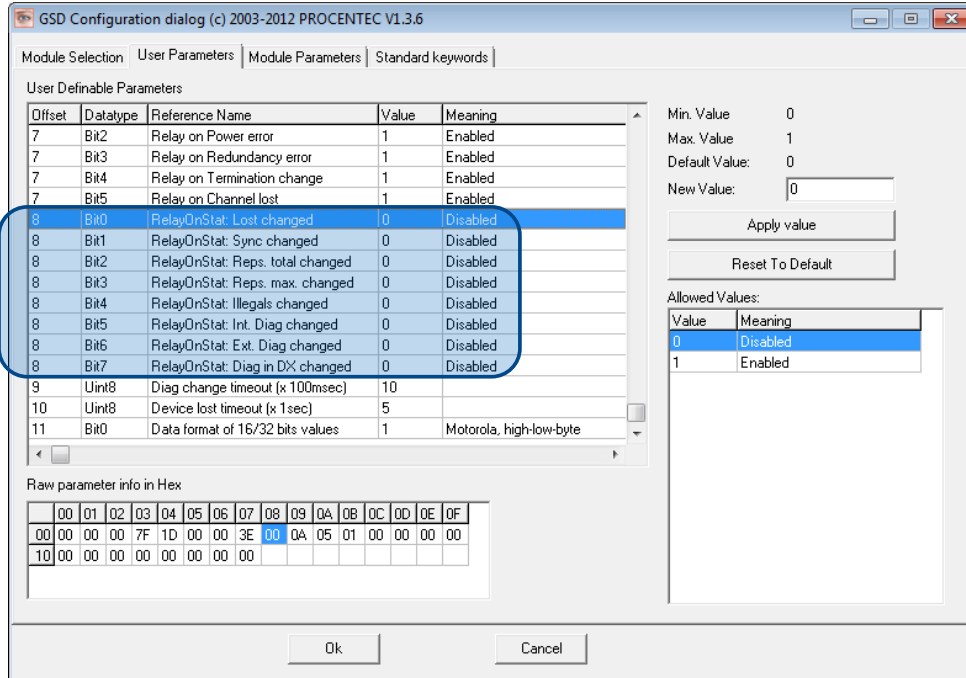 GSD Configuration dialog (c) 2003-2012 PROCENTEC V1.3.6
Module Selection User Parameters Module Parameters Standard keywords
User Definable Parameters
Offset Datatype Reference Name Value Meaning
7 Bit2 Relay on Power error 1 Enabled
7 Bit3 Relay on Redundancy error 1 Enabled
7 Bit4 Relay on Termination change 1 Enabled
7 Bit5 Relay on Channel lost 1 Enabled
8 Bit0 RelayOnStat: Lost changed 0 Disabled
8 Bit1 RelayOnStat: Sync changed 0 Disabled
8 Bit2 RelayOnStat: Reps. total changed 0 Disabled
8 Bit3 RelayOnStat: Reps. max. changed 0 Disabled
8 Bit4 RelayOnStat: Illegals changed 0 Disabled
8 Bit5 RelayOnStat: Int. Diag changed 0 Disabled
8 Bit6 RelayOnStat: Ext. Diag changed 0 Disabled
8 Bit7 RelayOnStat: Diag in DX changed 0 Disabled
9 Uint8 Diag change timeout (x 100msec) 10
10 Uint8 Device lost timeout (x 1sec) 5
11 Bit0 Data format of 16/32 bits values 1 Motorola, high-low-byte
Min. Value 0
Max. Value 1
Default Value: 0
New Value: 0
Apply value
Reset To Default
Allowed Values:
Value Meaning
0 Disabled
1 Enabled
Raw parameter info in Hex
00 01 02 03 04 05 06 07 08 09 0A 0B 0C 0D 0E 0F
00 00 00 00 7F 1D 00 00 3E 00 0A 05 01 00 00 00 00
10 00 00 00 00 00 00 00 00
Ok Cancel